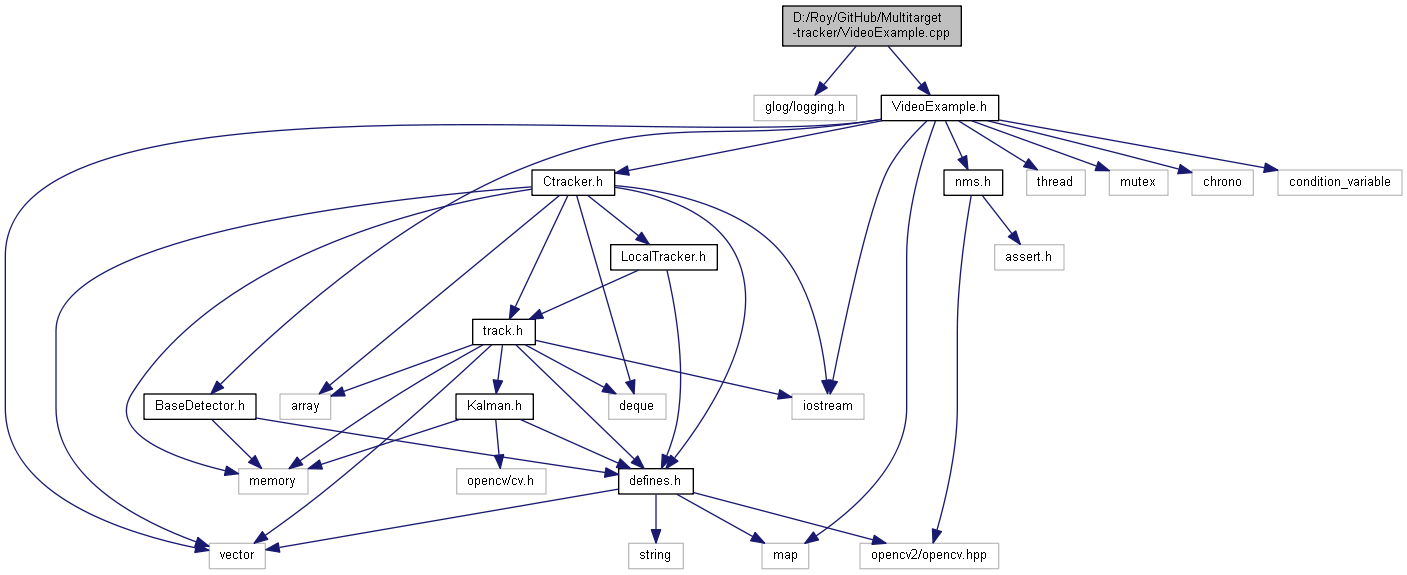 D:/Roy/GitHub/Multitarget
-tracker/VideoExample.cpp
glog/logging.h
VideoExample.h
Ctracker.h
nms.h
thread
mutex
chrono
condition_variable
LocalTracker.h
assert.h
track.h
BaseDetector.h
array
Kalman.h
deque
iostream
memory
opencv/cv.h
defines.h
vector
string
map
opencv2/opencv.hpp